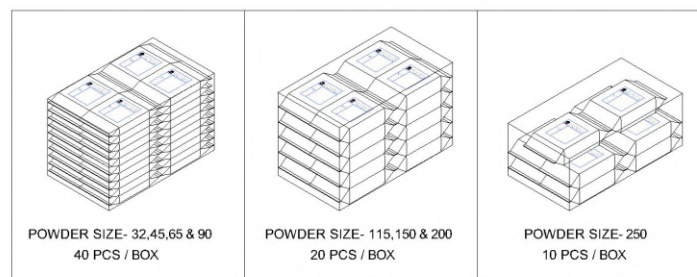 POWDER SIZE- 32,45,65 & 90
40 PCS / BOX
POWDER SIZE- 115,150 & 200
20 PCS / BOX
POWDER SIZE- 250
10 PCS / BOX